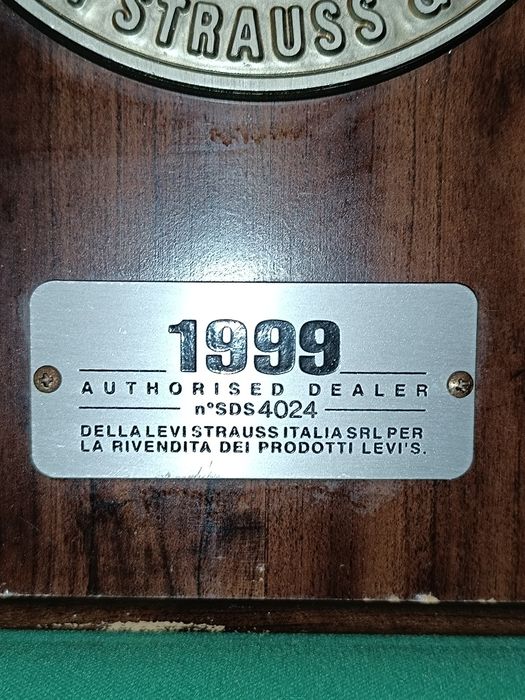 STRAUSS &
1999
AUTHORISED DEALER
n°SDS4024
DELLA LEVI STRAUSS ITALIA SRL PER
LA RIVENDITA DEI PRODOTTI LEVI'S.